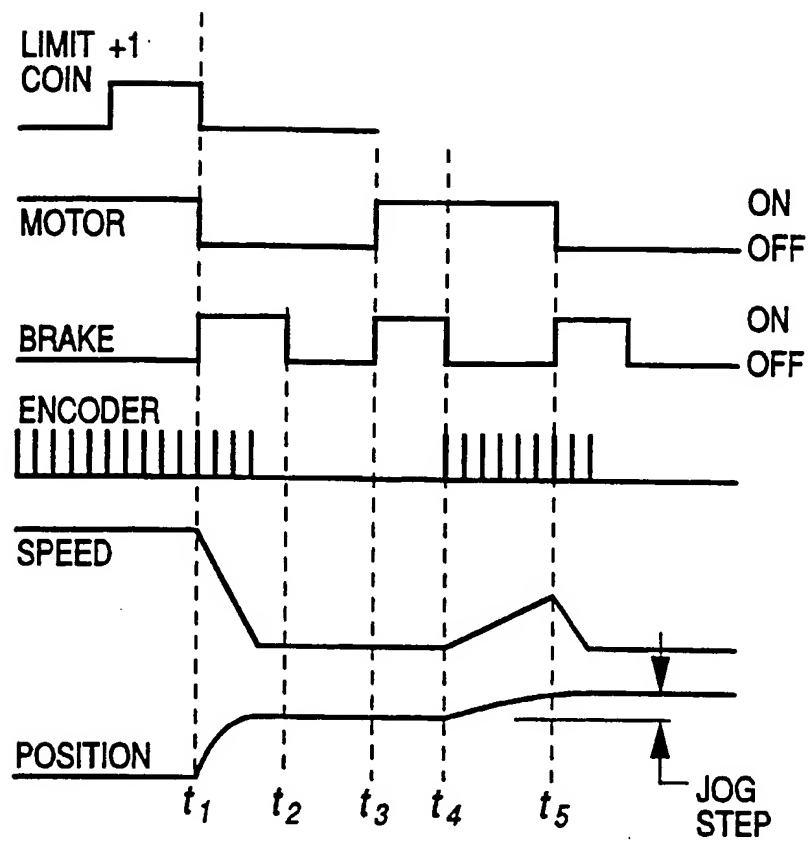 LIMIT +1
COIN
MOTOR
ON
OFF
BRAKE
ON
OFF
ENCODER
SPEED
POSITION
t1 t2 t3 t4 t5
JOG
STEP